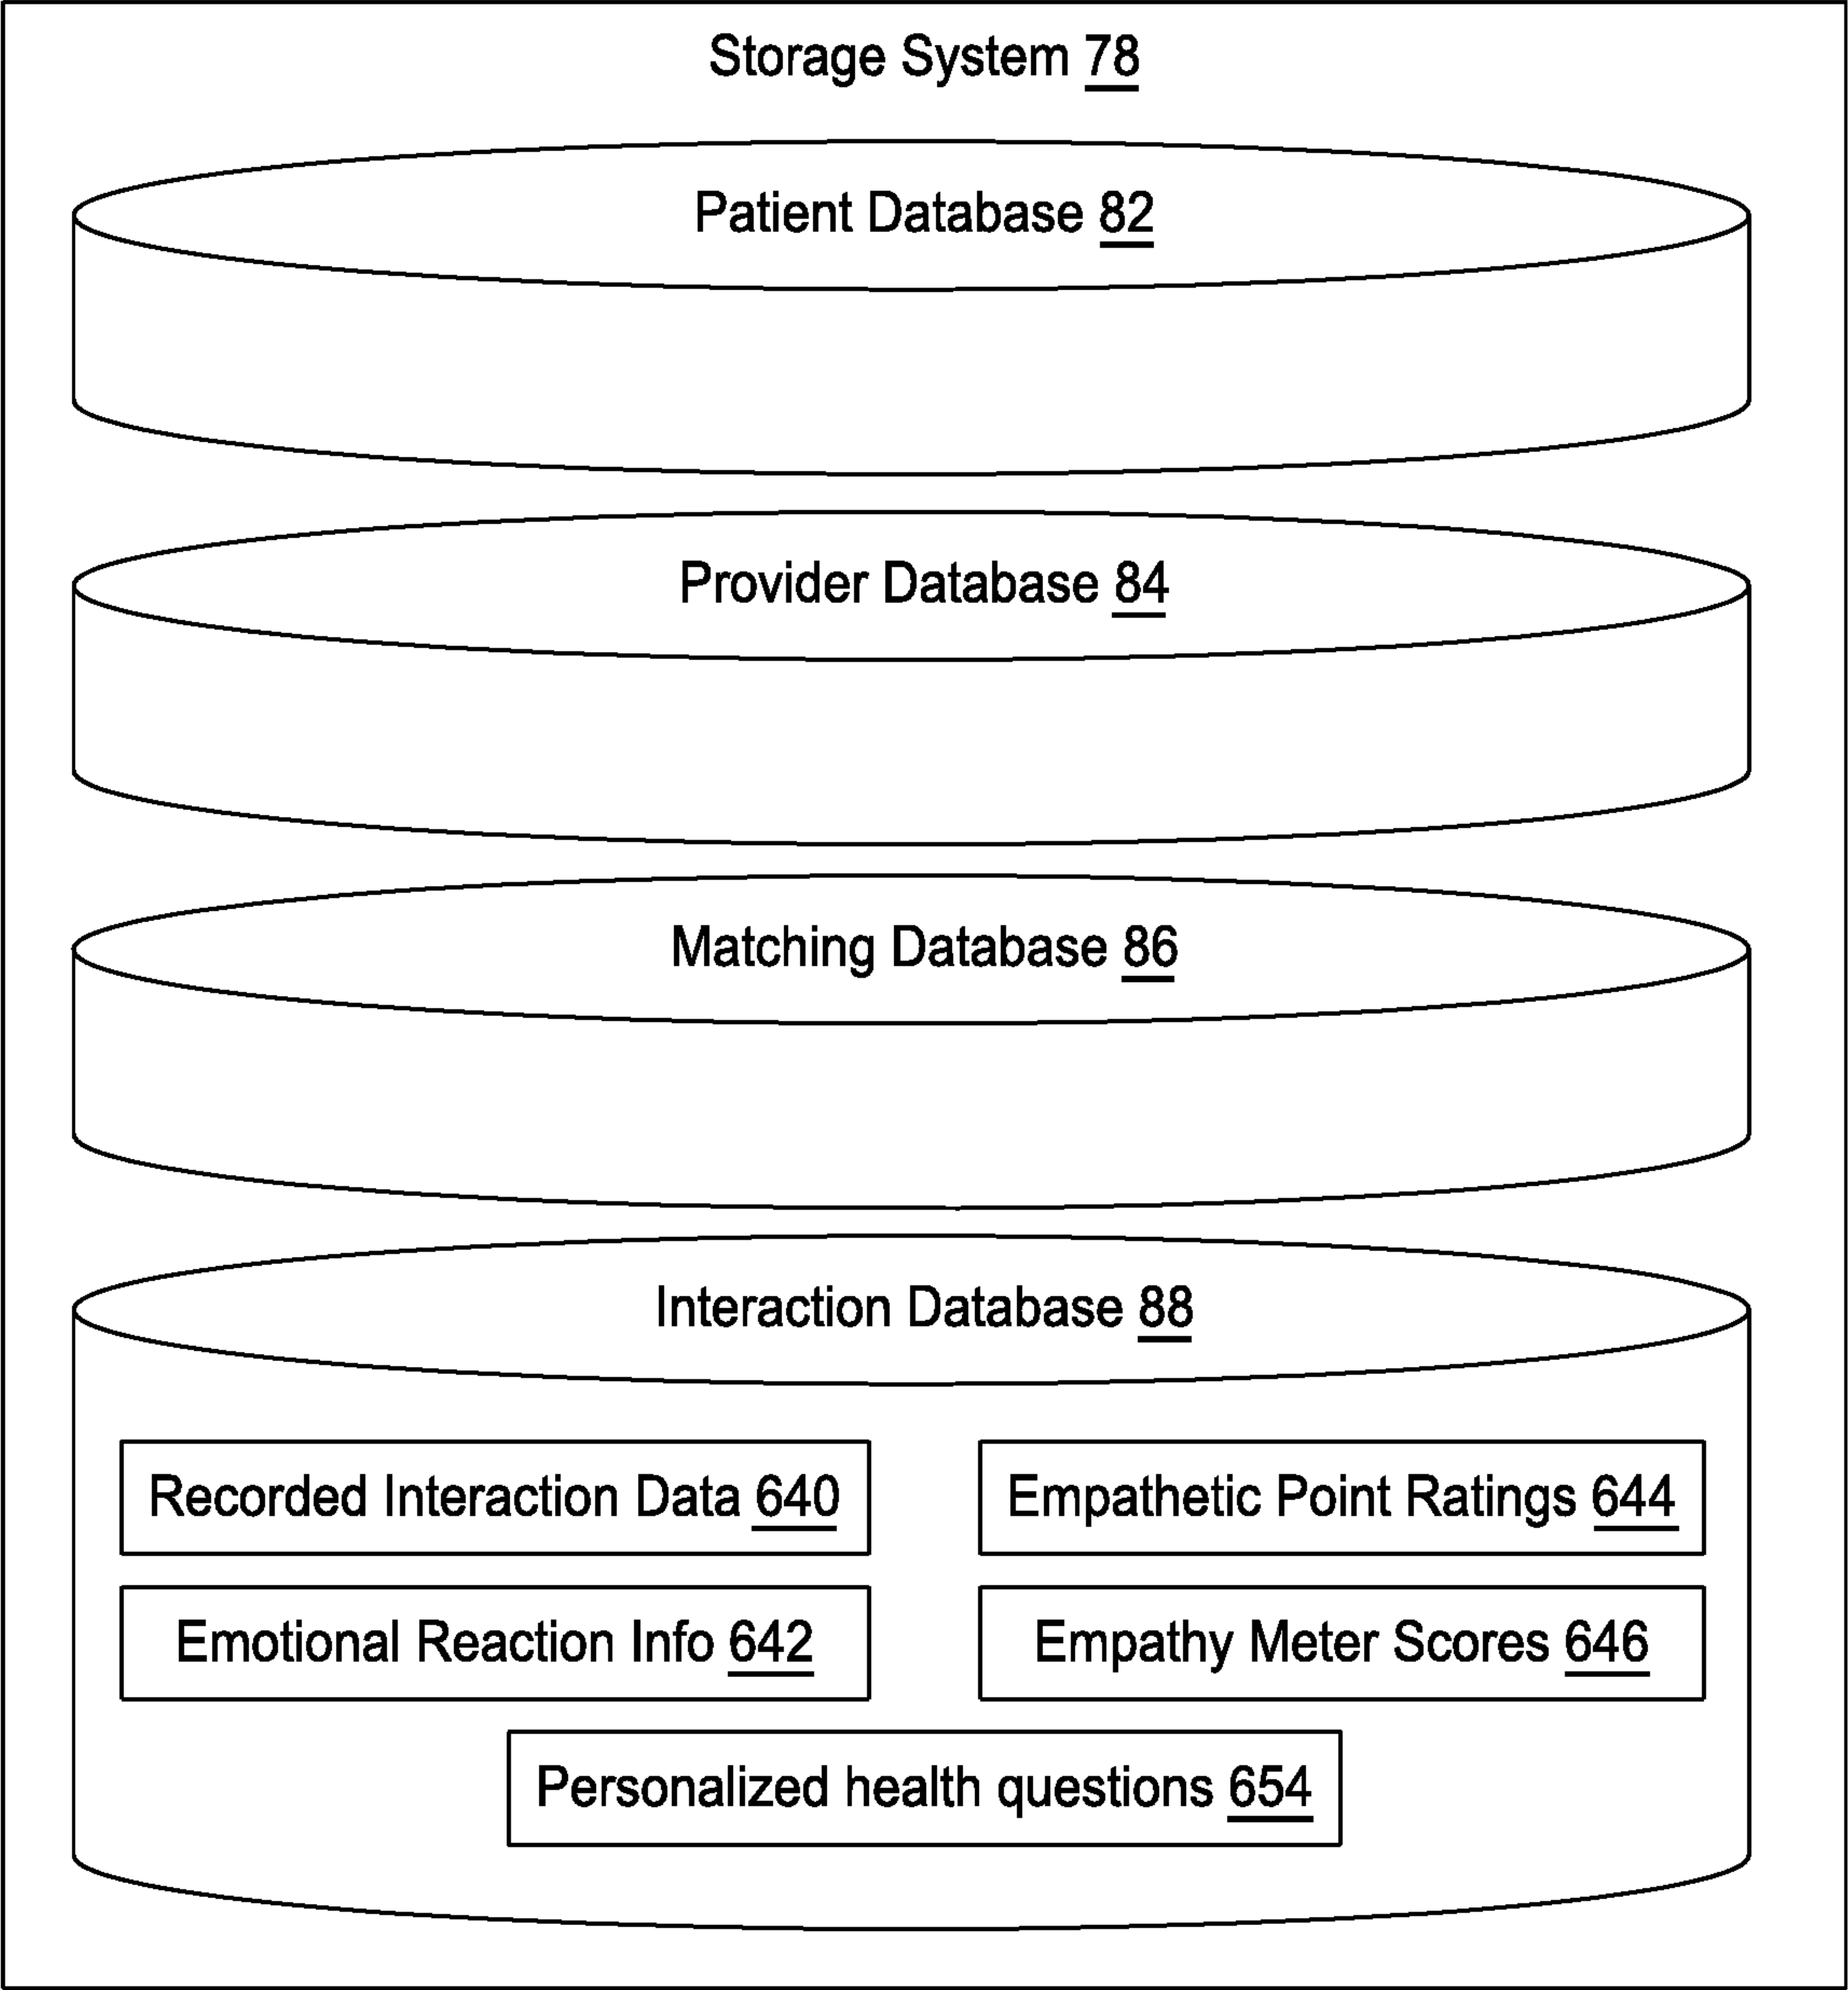 Storage System 78
Patient Database 82
Provider Database 84
Matching Database 86
Interaction Database 88
Recorded Interaction Data 640
Empathetic Point Ratings 644
Emotional Reaction Info 642
Empathy Meter Scores 646
Personalized health questions 654